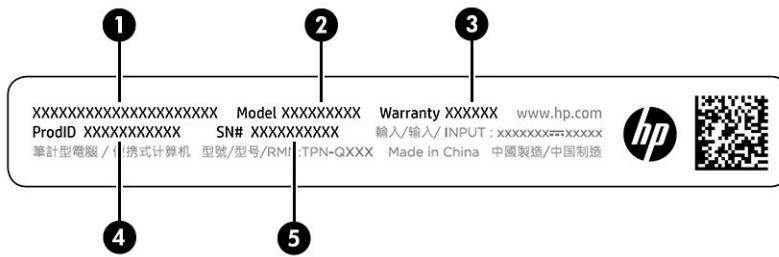 1 2 3
XXXXXXXXXXXXXXXXXXXXX Model XXXXXXXXX Warranty XXXXXX www.hp.com
ProdID XXXXXXXXXXX SN# XXXXXXXXXX 輸入/输入/ INPUT : xxxxxxx⎓xxxxx
筆計型電腦 / 便携式计算机 型號/型号/RMN:TPN-QXXX Made in China 中國製造/中国制造
hp
4 5